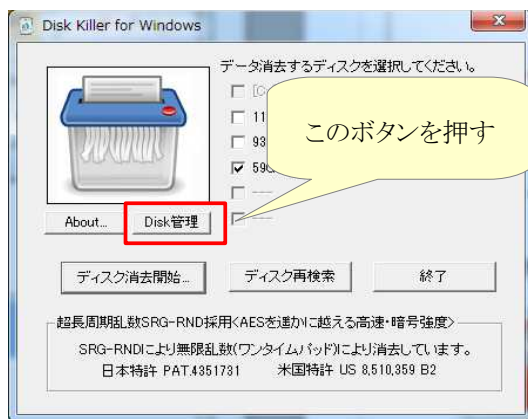 Disk Killer for Windows
データ消去するディスクを選択してください。
11
93
このボタンを押す
---
---
About...
Disk管理
ディスク消去開始...
ディスク再検索
終了
超長周期乱数SRG-RND採用<AESを遥かに越える高速・暗号強度>
SRG-RNDにより無限乱数(ワンタイムパッド)により消去しています。
日本特許 PAT.4351731 米国特許 US 8,510,359 B2